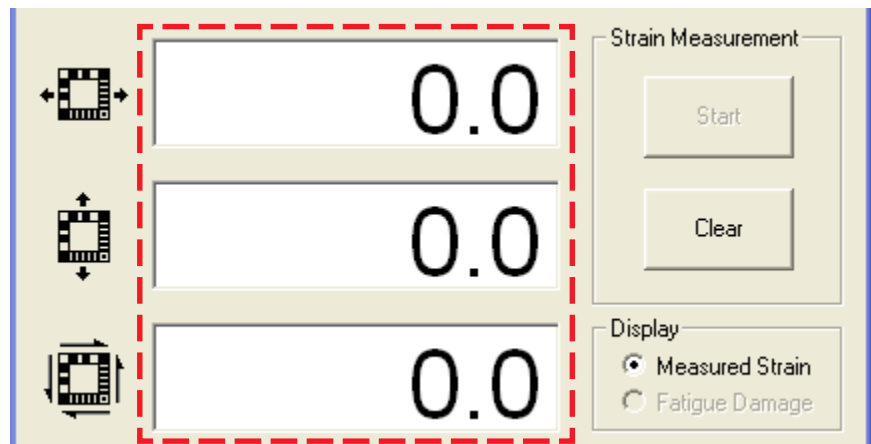 0.0
0.0
0.0
Strain Measurement
Start
Clear
Display
Measured Strain
Fatigue Damage